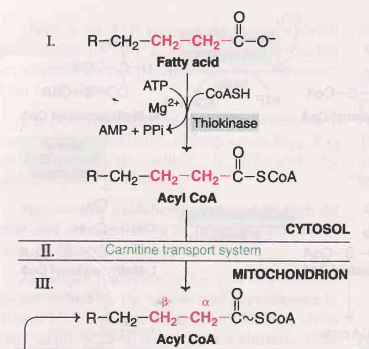 I.
R–CH₂–CH₂–CH₂–C–O⁻
O
Fatty acid
ATP
CoASH
Mg²⁺
Thiokinase
AMP + PPi
O
R–CH₂–CH₂–CH₂–C–SCoA
Acyl CoA
CYTOSOL
II.
Carnitine transport system
MITOCHONDRION
III.
β α O
R–CH₂–CH₂–CH₂–C~SCoA
Acyl CoA